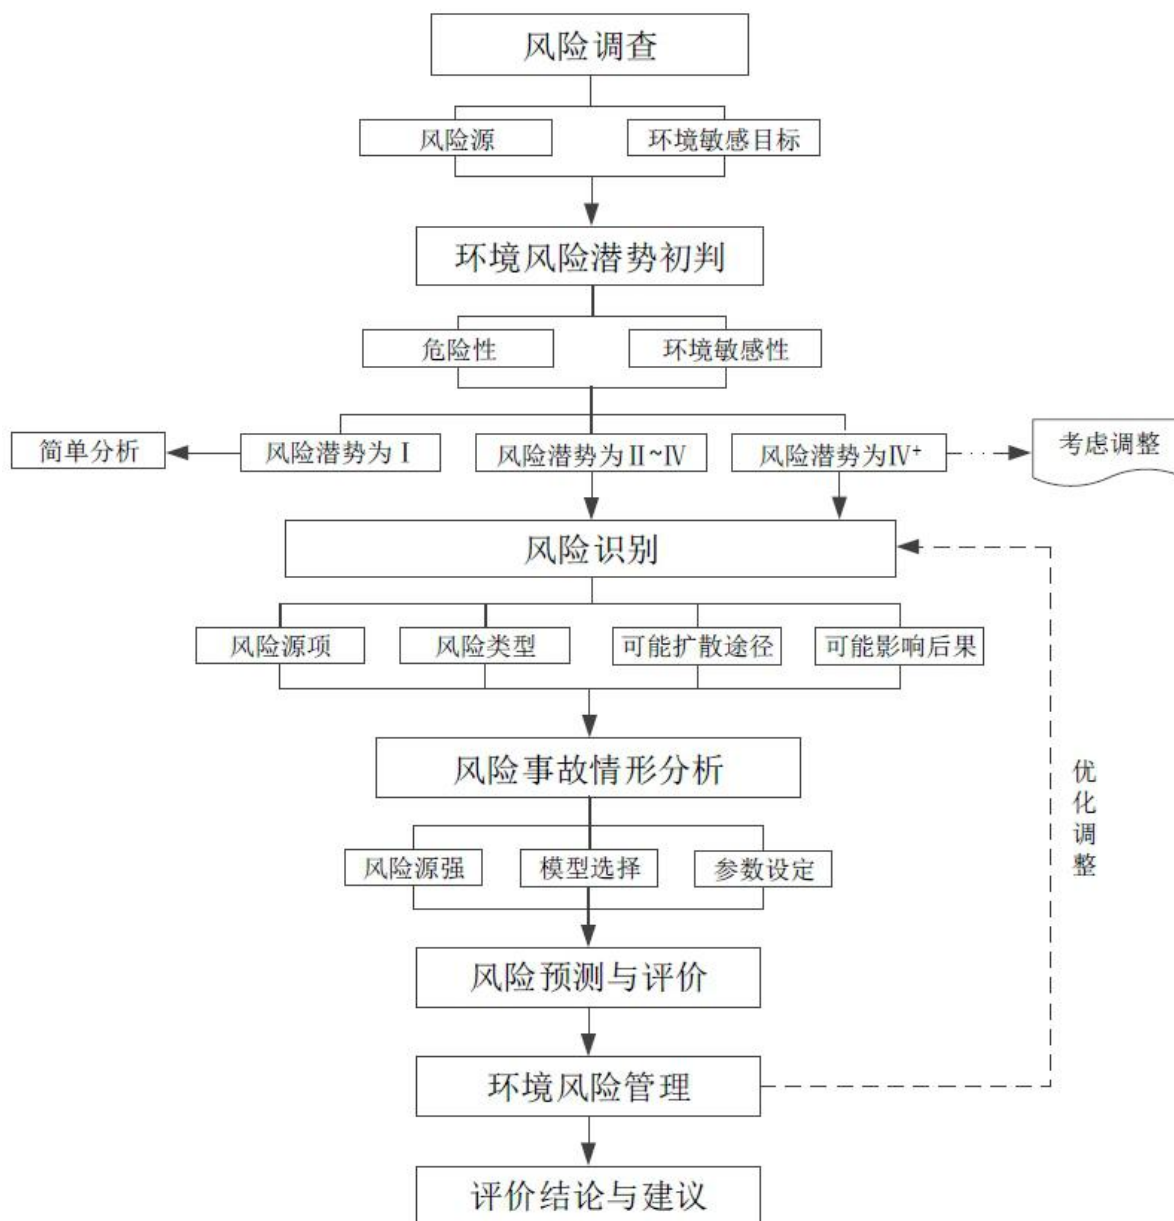 风险调查
风险源
环境敏感目标
环境风险潜势初判
危险性
环境敏感性
简单分析
风险潜势为Ⅰ
风险潜势为Ⅱ~Ⅳ
风险潜势为Ⅳ⁺
考虑调整
风险识别
风险源项
风险类型
可能扩散途径
可能影响后果
风险事故情形分析
优化调整
风险源强
模型选择
参数设定
风险预测与评价
环境风险管理
评价结论与建议